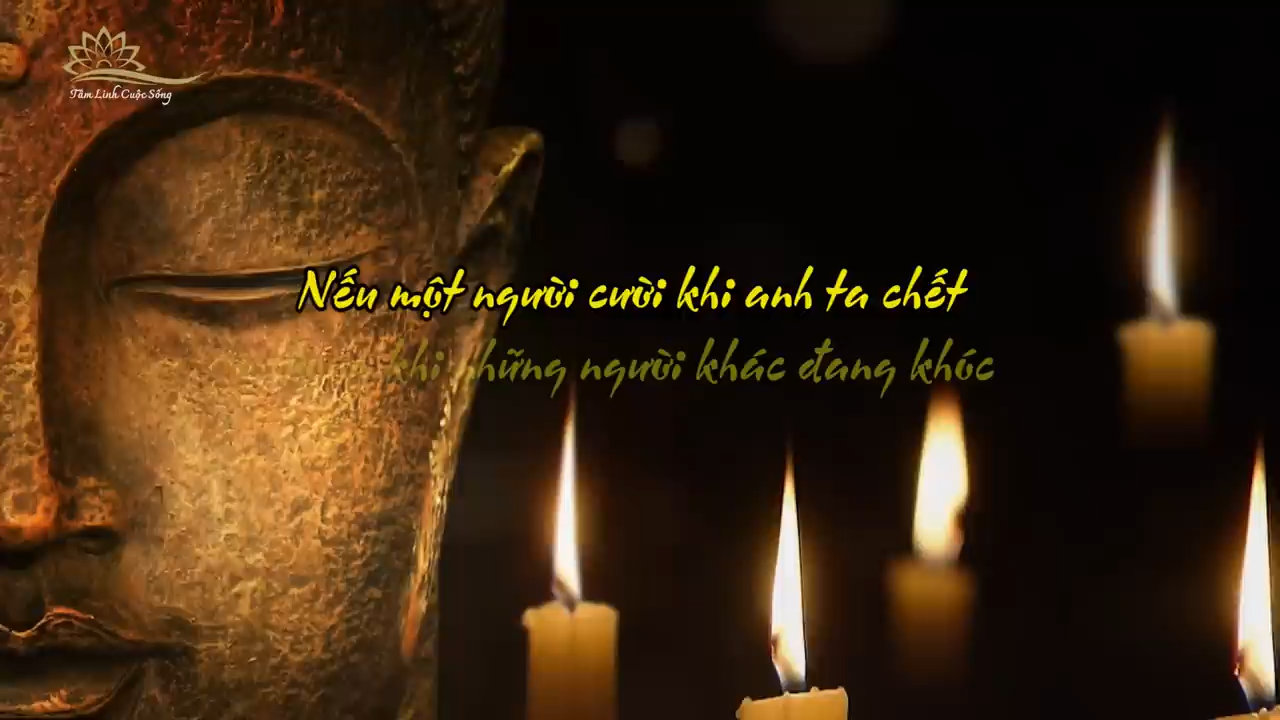 Tâm Linh Cuộc Sống
Nếu một người cười khi anh ta chết
khi những người khác đang khóc